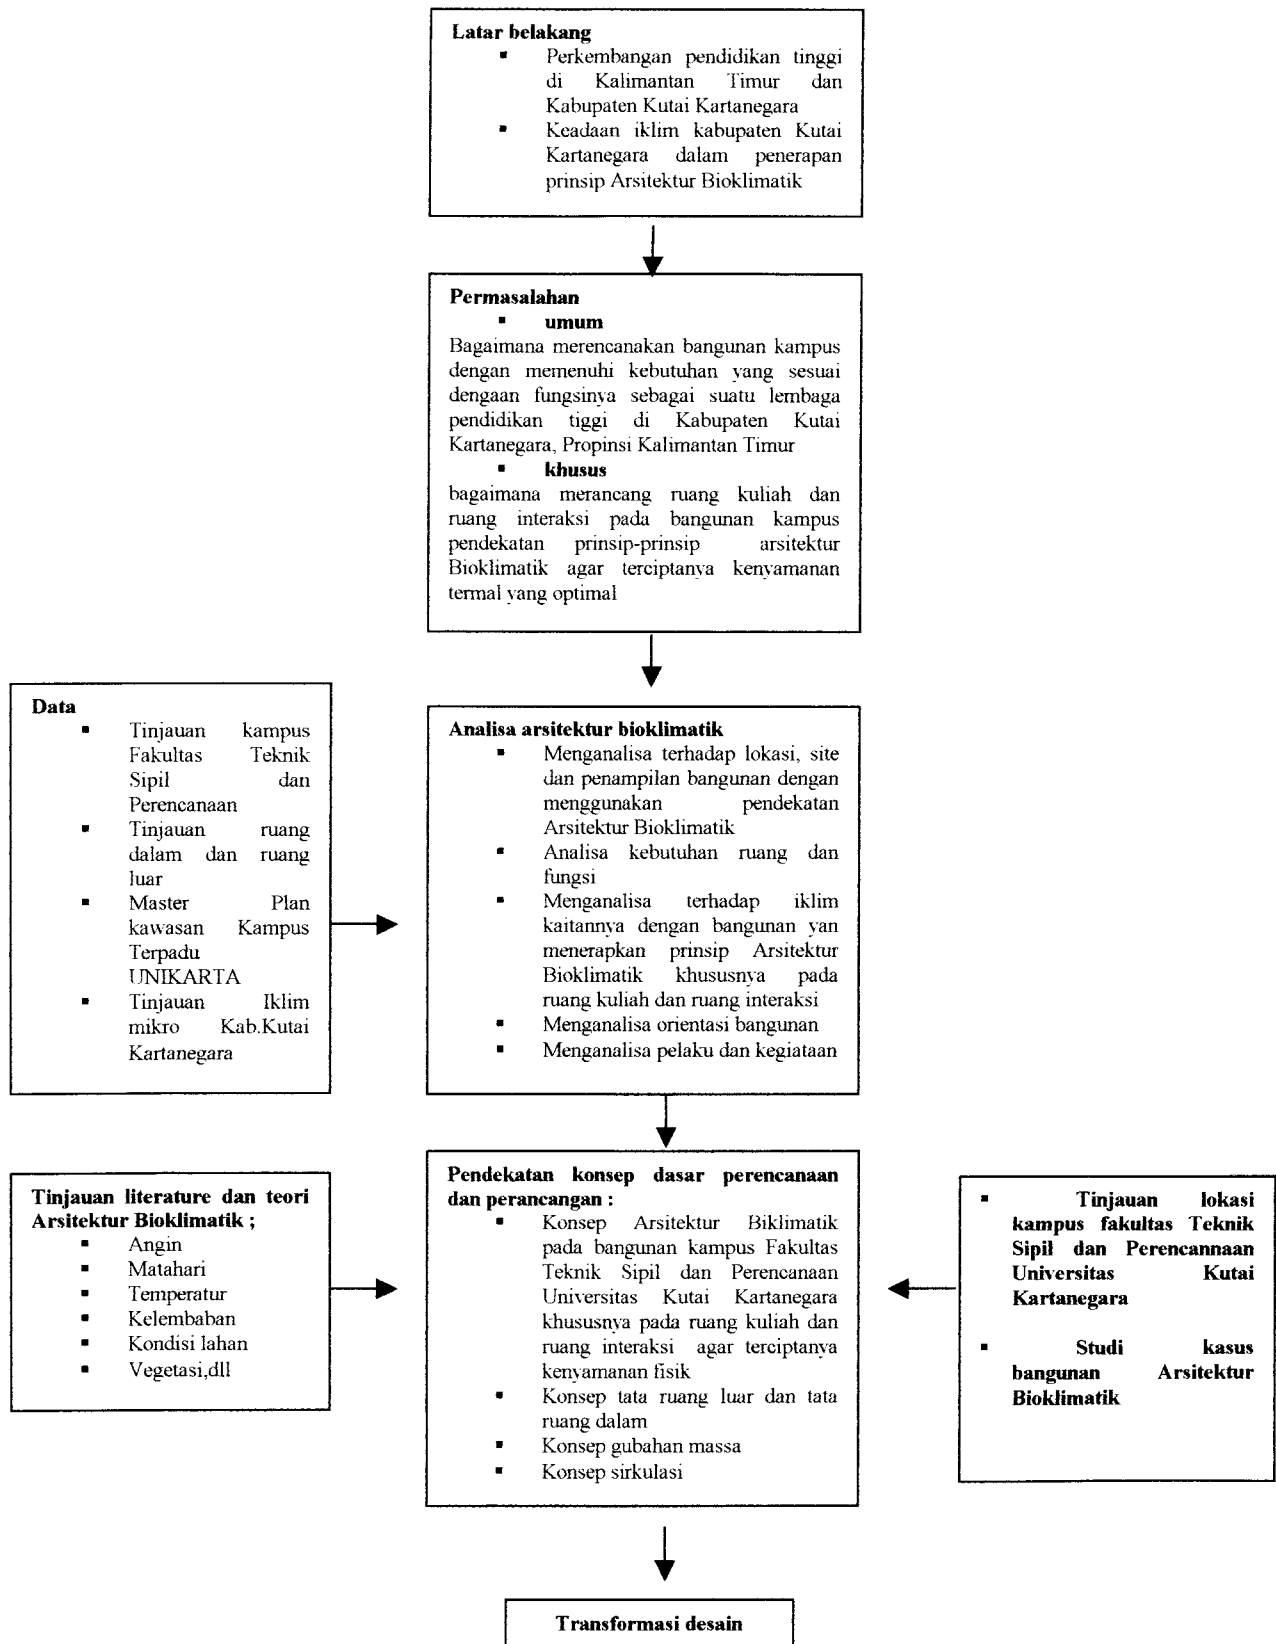 Latar belakang
▪ Perkembangan pendidikan tinggi
di Kalimantan Timur dan
Kabupaten Kutai Kartanegara
▪ Keadaan iklim kabupaten Kutai
Kartanegara dalam penerapan
prinsip Arsitektur Bioklimatik
Permasalahan
▪ umum
Bagaimana merencanakan bangunan kampus
dengan memenuhi kebutuhan yang sesuai
dengaan fungsinya sebagai suatu lembaga
pendidikan tiggi di Kabupaten Kutai
Kartanegara, Propinsi Kalimantan Timur
▪ khusus
bagaimana merancang ruang kuliah dan
ruang interaksi pada bangunan kampus
pendekatan prinsip-prinsip arsitektur
Bioklimatik agar terciptanya kenyamanan
termal yang optimal
Data
▪ Tinjauan kampus
Fakultas Teknik
Sipil dan
Perencanaan
▪ Tinjauan ruang
dalam dan ruang
luar
▪ Master Plan
kawasan Kampus
Terpadu
UNIKARTA
▪ Tinjauan Iklim
mikro Kab.Kutai
Kartanegara
Analisa arsitektur bioklimatik
▪ Menganalisa terhadap lokasi, site
dan penampilan bangunan dengan
menggunakan pendekatan
Arsitektur Bioklimatik
▪ Analisa kebutuhan ruang dan
fungsi
▪ Menganalisa terhadap iklim
kaitannya dengan bangunan yan
menerapkan prinsip Arsitektur
Bioklimatik khususnya pada
ruang kuliah dan ruang interaksi
▪ Menganalisa orientasi bangunan
▪ Menganalisa pelaku dan kegiataan
Tinjauan literature dan teori
Arsitektur Bioklimatik ;
▪ Angin
▪ Matahari
▪ Temperatur
▪ Kelembaban
▪ Kondisi lahan
▪ Vegetasi,dll
Pendekatan konsep dasar perencanaan
dan perancangan :
▪ Konsep Arsitektur Biklimatik
pada bangunan kampus Fakultas
Teknik Sipil dan Perencanaan
Universitas Kutai Kartanegara
khususnya pada ruang kuliah dan
ruang interaksi agar terciptanya
kenyamanan fisik
▪ Konsep tata ruang luar dan tata
ruang dalam
▪ Konsep gubahan massa
▪ Konsep sirkulasi
▪ Tinjauan lokasi
kampus fakultas Teknik
Sipil dan Perencannaan
Universitas Kutai
Kartanegara
▪ Studi kasus
bangunan Arsitektur
Bioklimatik
Transformasi desain